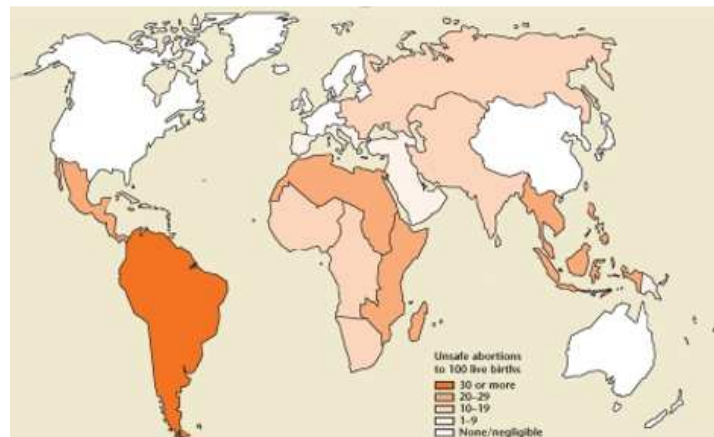 Unsafe abortions
to 100 live births
30 or more
20–29
10–19
1–9
None/negligible